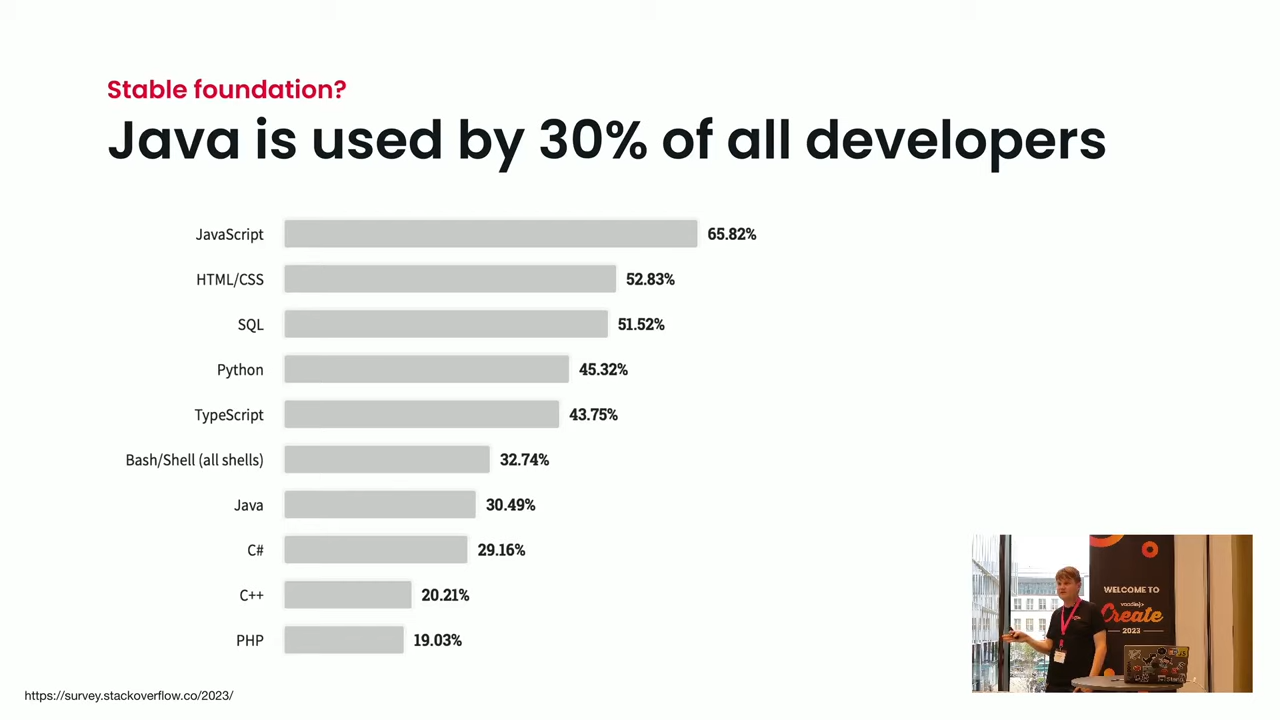 Stable foundation?
Java is used by 30% of all developers
JavaScript 65.82%
HTML/CSS 52.83%
SQL 51.52%
Python 45.32%
TypeScript 43.75%
Bash/Shell (all shells) 32.74%
Java 30.49%
C# 29.16%
C++ 20.21%
PHP 19.03%
WELCOME TO
vaadin}>
Create
2023
https://survey.stackoverflow.co/2023/